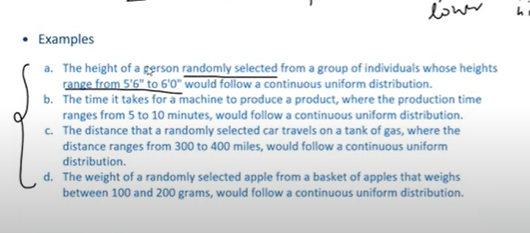 lower
• Examples
a. The height of a person randomly selected from a group of individuals whose heights
range from 5'6" to 6'0" would follow a continuous uniform distribution.
b. The time it takes for a machine to produce a product, where the production time
ranges from 5 to 10 minutes, would follow a continuous uniform distribution.
c. The distance that a randomly selected car travels on a tank of gas, where the
distance ranges from 300 to 400 miles, would follow a continuous uniform
distribution.
d. The weight of a randomly selected apple from a basket of apples that weighs
between 100 and 200 grams, would follow a continuous uniform distribution.